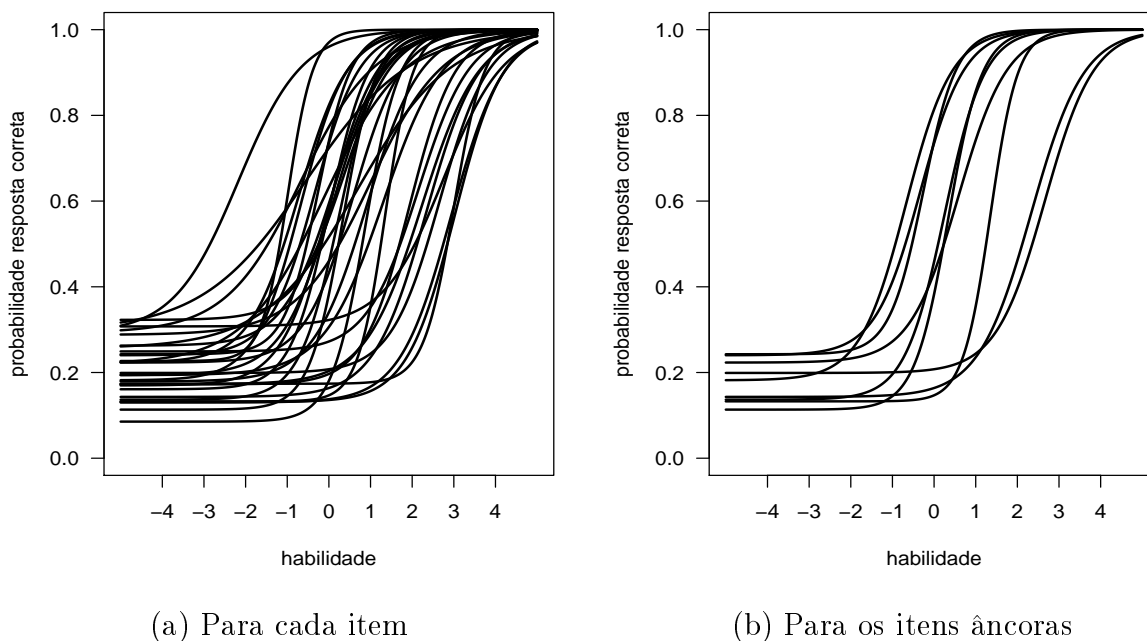 1.0
0.8
0.6
0.4
0.2
0.0
probabilidade resposta correta
−4 −3 −2 −1 0 1 2 3 4
habilidade
(a) Para cada item
1.0
0.8
0.6
0.4
0.2
0.0
probabilidade resposta correta
−4 −3 −2 −1 0 1 2 3 4
habilidade
(b) Para os itens âncoras